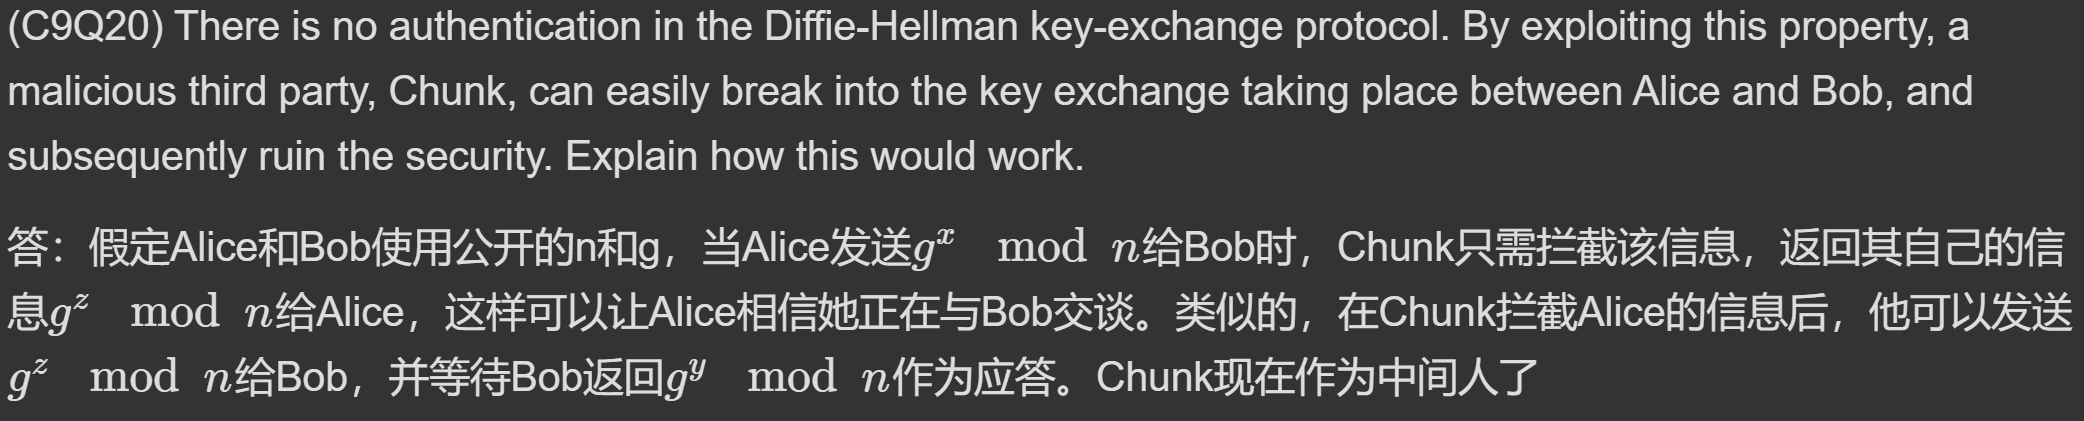 (C9Q20) There is no authentication in the Diffie-Hellman key-exchange protocol. By exploiting this property, a
malicious third party, Chunk, can easily break into the key exchange taking place between Alice and Bob, and
subsequently ruin the security. Explain how this would work.
答：假定Alice和Bob使用公开的n和g，当Alice发送g^x mod n给Bob时，Chunk只需拦截该信息，返回其自己的信
息g^z mod n给Alice，这样可以让Alice相信她正在与Bob交谈。类似的，在Chunk拦截Alice的信息后，他可以发送
g^z mod n给Bob，并等待Bob返回g^y mod n作为应答。Chunk现在作为中间人了